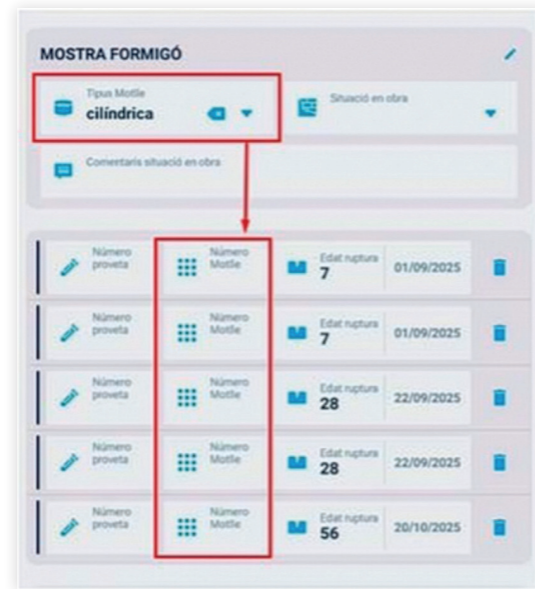 MOSTRA FORMIGÓ
Tipus Motlle
cilíndrica
Situació en obra
Comentaris situació en obra
Número proveta
Número Motlle
Edat ruptura
7
01/09/2025
Número proveta
Número Motlle
Edat ruptura
7
01/09/2025
Número proveta
Número Motlle
Edat ruptura
28
22/09/2025
Número proveta
Número Motlle
Edat ruptura
28
22/09/2025
Número proveta
Número Motlle
Edat ruptura
56
20/10/2025